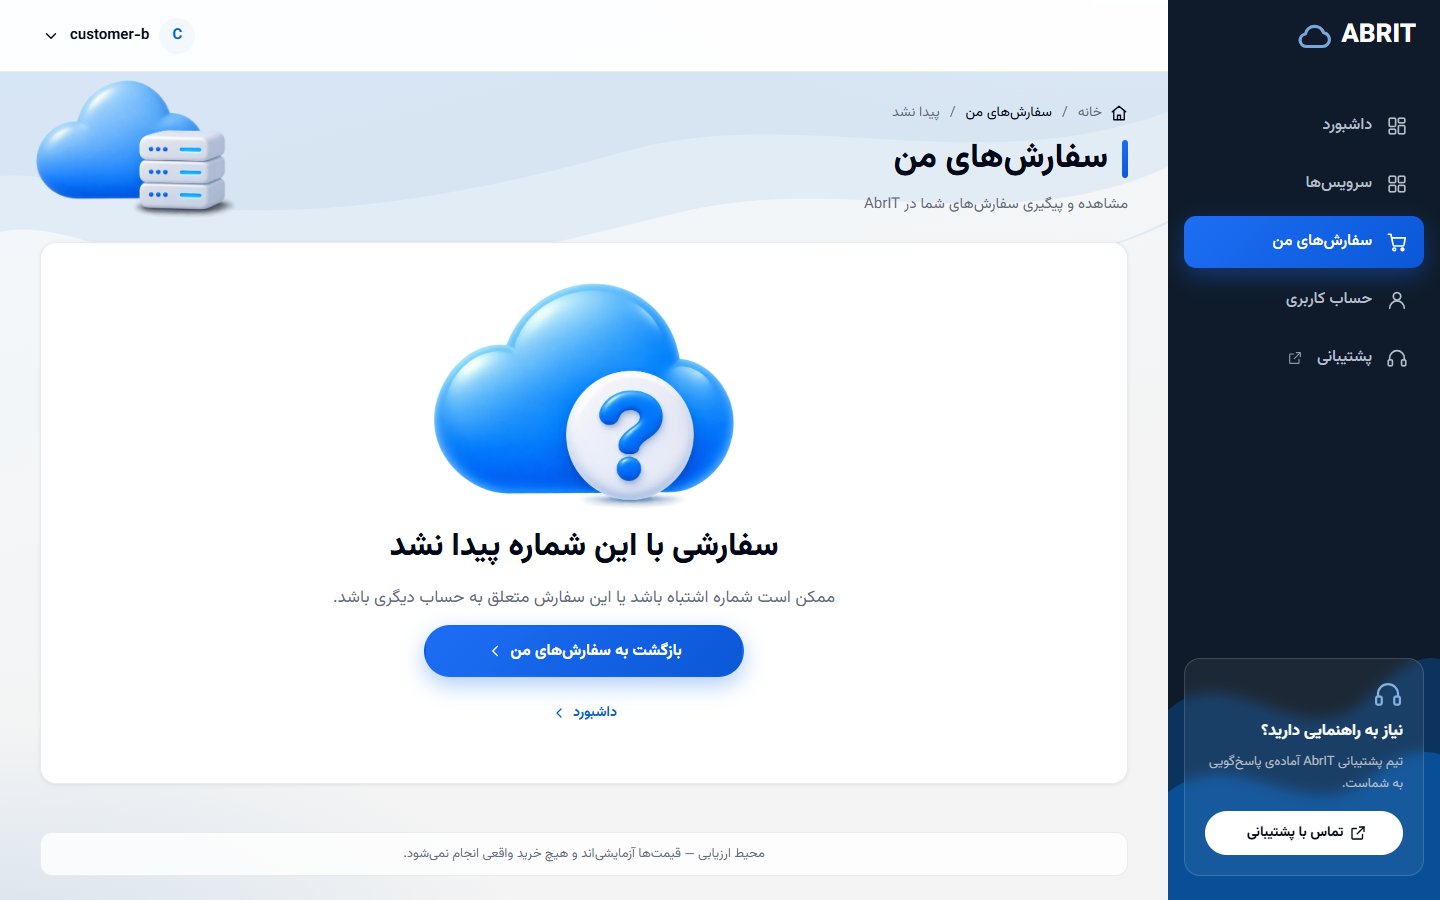 ABRIT
داشبورد
سرویس‌ها
سفارش‌های من
حساب کاربری
پشتیبانی
نیاز به راهنمایی دارید؟
تیم پشتیبانی AbrIT آماده‌ی پاسخ‌گویی
به شماست.
تماس با پشتیبانی
C customer-b
خانه / سفارش‌های من / پیدا نشد
سفارش‌های من
مشاهده و پیگیری سفارش‌های شما در AbrIT
?
سفارشی با این شماره پیدا نشد
ممکن است شماره اشتباه باشد یا این سفارش متعلق به حساب دیگری باشد.
بازگشت به سفارش‌های من
داشبورد
محیط ارزیابی — قیمت‌ها آزمایشی‌اند و هیچ خرید واقعی انجام نمی‌شود.